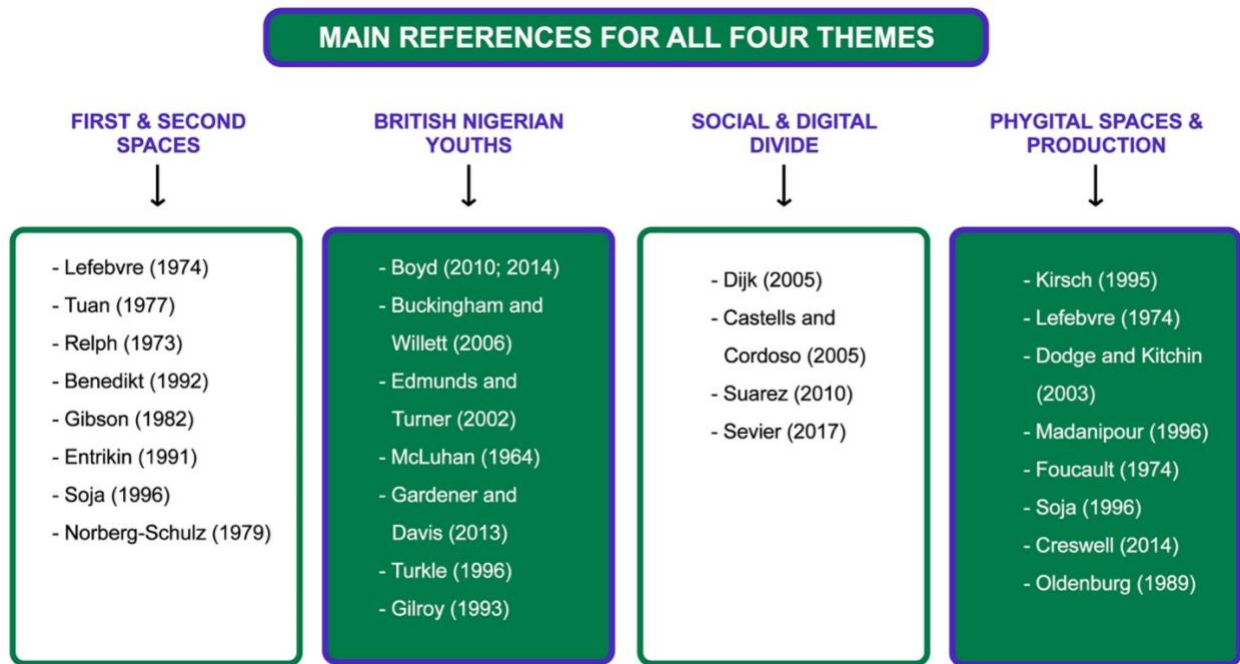 MAIN REFERENCES FOR ALL FOUR THEMES
FIRST & SECOND
SPACES
- Lefebvre (1974)
- Tuan (1977)
- Relph (1973)
- Benedikt (1992)
- Gibson (1982)
- Entrikin (1991)
- Soja (1996)
- Norberg-Schulz (1979)
BRITISH NIGERIAN
YOUTHS
- Boyd (2010; 2014)
- Buckingham and
Willett (2006)
- Edmunds and
Turner (2002)
- McLuhan (1964)
- Gardener and
Davis (2013)
- Turkle (1996)
- Gilroy (1993)
SOCIAL & DIGITAL
DIVIDE
- Dijk (2005)
- Castells and
Cordoso (2005)
- Suarez (2010)
- Sevier (2017)
PHYGITAL SPACES &
PRODUCTION
- Kirsch (1995)
- Lefebvre (1974)
- Dodge and Kitchin
(2003)
- Madanipour (1996)
- Foucault (1974)
- Soja (1996)
- Creswell (2014)
- Oldenburg (1989)